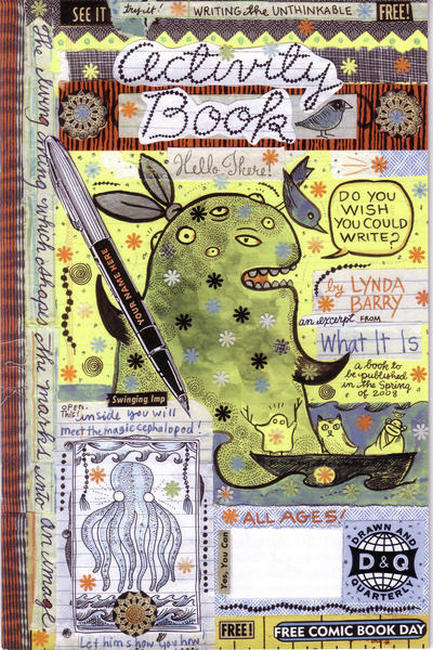 SEE IT
try it!
WRITING the UNTHINKABLE
FREE!
Activity
Book
Hello There!
DO YOU
WISH
YOU COULD
WRITE?
by LYNDA
BARRY
an excerpt FROM
What It Is
a book to
be published
in The Spring
of 2008
YOUR NAME HERE
Swinging Imp
OPEN
THIS! inside you will
meet the magic cephalopod!
Let him show you how!
The living which shape the marks into an image
ALL AGES!
Yes, You Can
DRAWN AND
D&Q
QUARTERLY
FREE!
FREE COMIC BOOK DAY